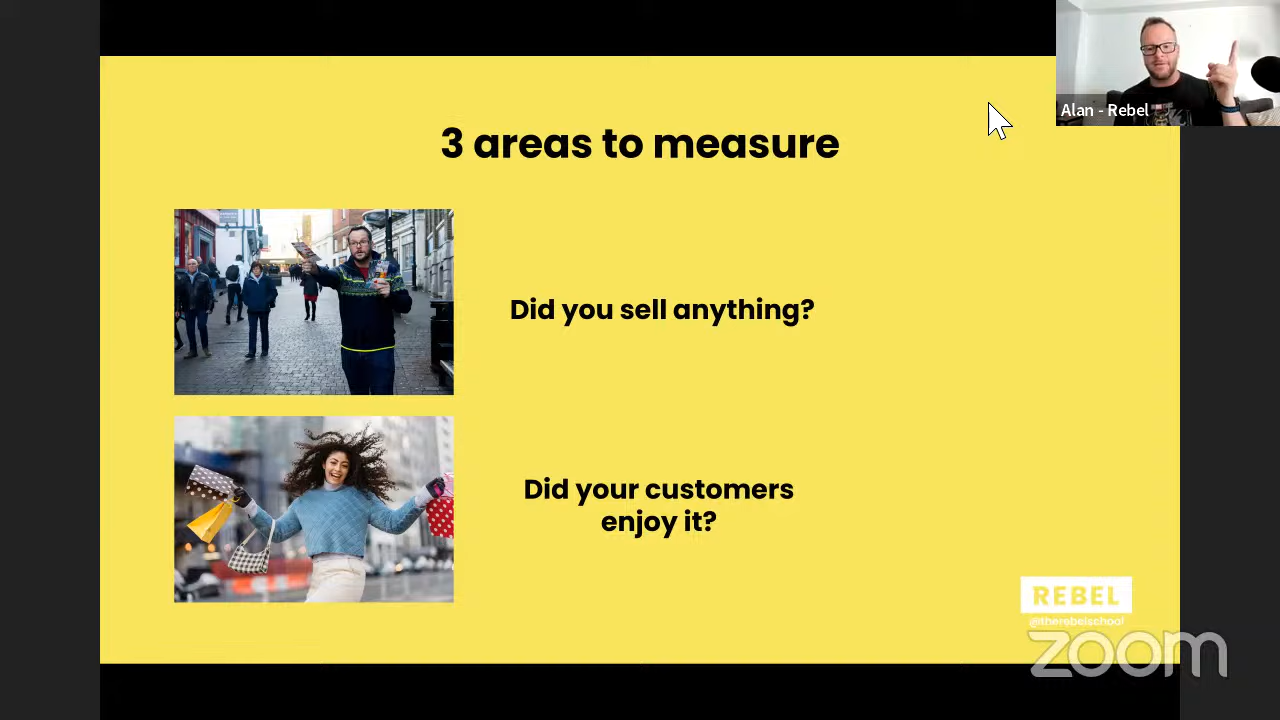 Alan - Rebel
3 areas to measure
Did you sell anything?
Did your customers
enjoy it?
REBEL
@therebelschool
zoom